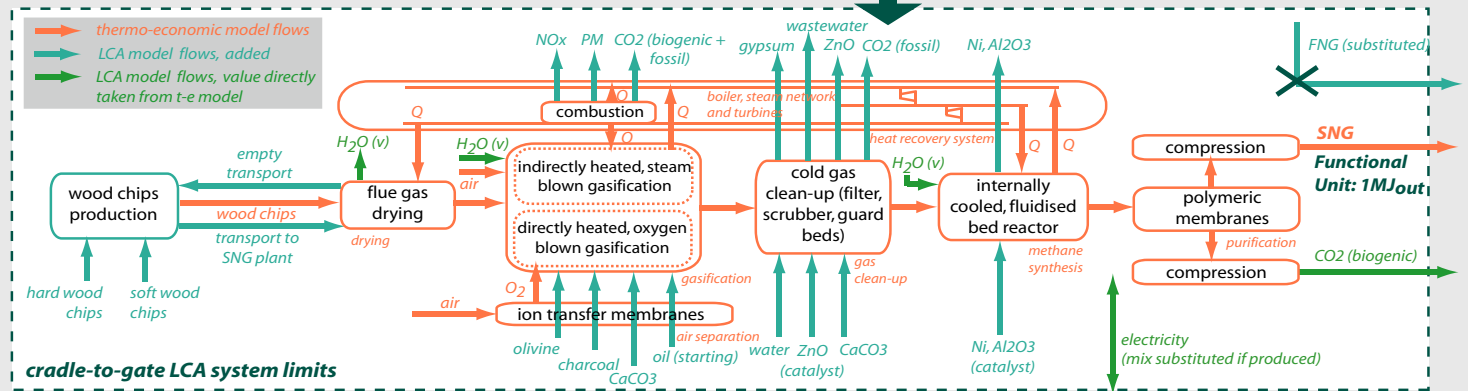 thermo-economic model flows
LCA model flows, added
LCA model flows, value directly
taken from t-e model
NOx
PM
CO2 (biogenic +
fossil)
gypsum
wastewater
ZnO
CO2 (fossil)
Ni, Al2O3
FNG (substituted)
combustion
Q
Q
Q
Q
Q
Q
boiler, steam network
and turbines
heat recovery system
H2O (v)
H2O (v)
H2O (v)
air
empty
transport
wood chips
production
wood chips
transport to
SNG plant
flue gas
drying
drying
indirectly heated, steam
blown gasification
directly heated, oxygen
blown gasification
gasification
cold gas
clean-up (filter,
scrubber, guard
beds)
gas
clean-up
internally
cooled, fluidised
bed reactor
methane
synthesis
compression
polymeric
membranes
purification
compression
SNG
Functional
Unit: 1MJout
CO2 (biogenic)
hard wood
chips
soft wood
chips
air
O2
ion transfer membranes
air separation
olivine
charcoal
CaCO3
oil (starting)
water
ZnO
(catalyst)
CaCO3
Ni, Al2O3
(catalyst)
electricity
(mix substituted if produced)
cradle-to-gate LCA system limits